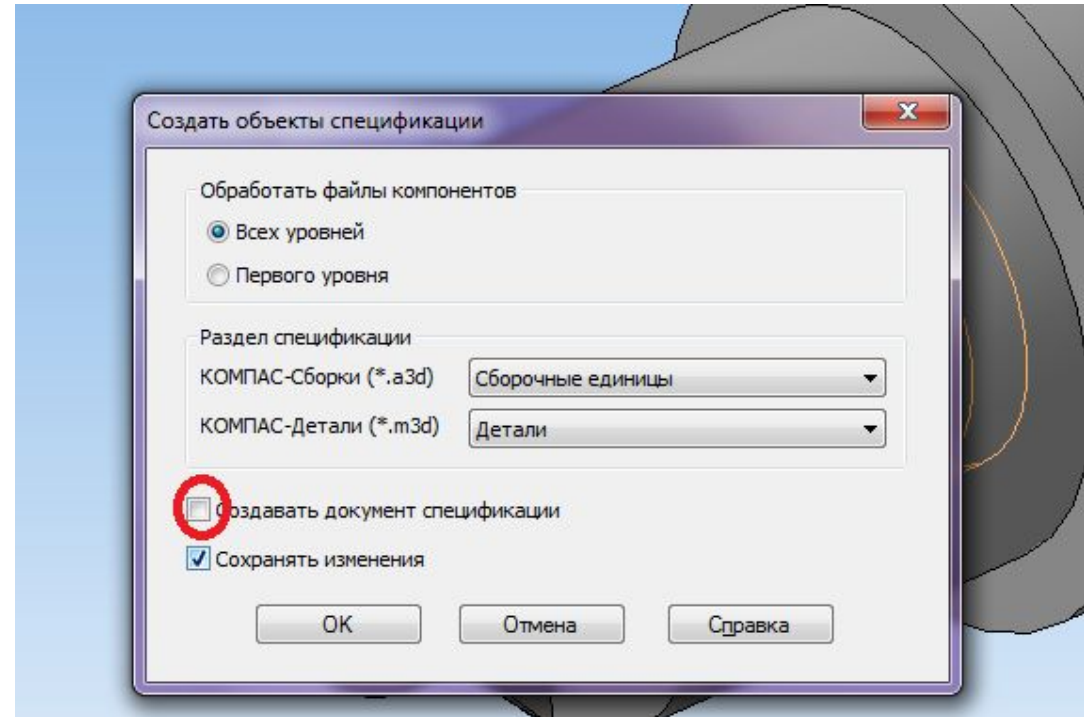 Создать объекты спецификации
Обработать файлы компонентов
Всех уровней
Первого уровня
Раздел спецификации
КОМПАС-Сборки (*.a3d) Сборочные единицы
КОМПАС-Детали (*.m3d) Детали
Создавать документ спецификации
Сохранять изменения
OK Отмена Справка